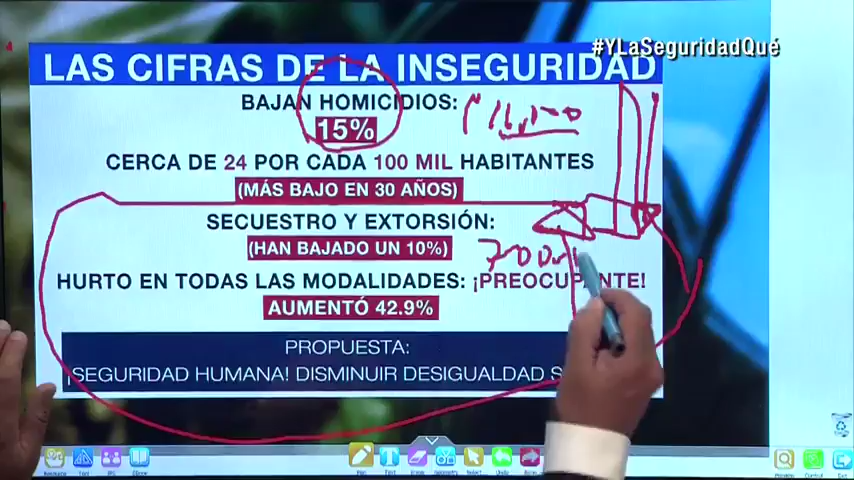 #YLaSeguridadQué
LAS CIFRAS DE LA INSEGURIDAD
BAJAN HOMICIDIOS:
15%
CERCA DE 24 POR CADA 100 MIL HABITANTES
(MÁS BAJO EN 30 AÑOS)
SECUESTRO Y EXTORSIÓN:
(HAN BAJADO UN 10%)
HURTO EN TODAS LAS MODALIDADES: ¡PREOCUPANTE!
AUMENTÓ 42.9%
PROPUESTA:
¡SEGURIDAD HUMANA! DISMINUIR DESIGUALDAD S